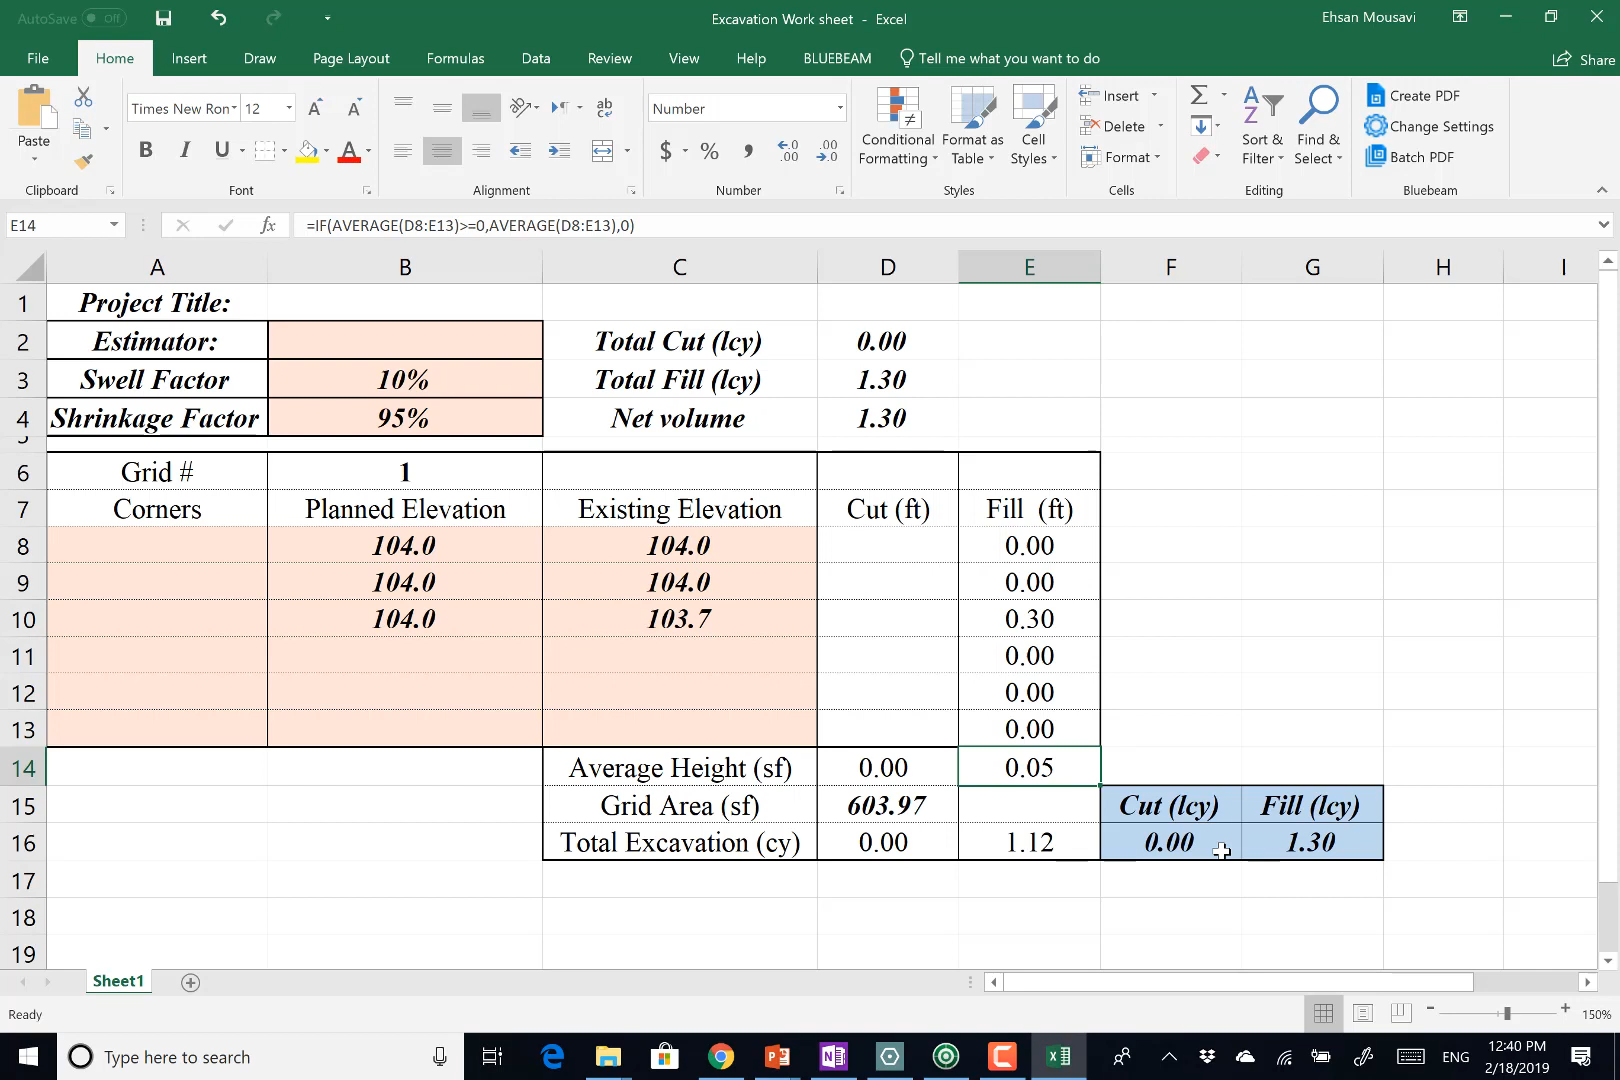 AutoSave Off
Excavation Work sheet - Excel
Ehsan Mousavi
File Home Insert Draw Page Layout Formulas Data Review View Help BLUEBEAM Tell me what you want to do Share
Paste
Clipboard
Times New Ron 12
B I U A
Font
ab
Alignment
Number
$ % , .00 .00
Number
Conditional Formatting
Format as Table
Cell Styles
Styles
Insert
Delete
Format
Cells
Sort & Filter
Find & Select
Editing
Create PDF
Change Settings
Batch PDF
Bluebeam
E14 fx =IF(AVERAGE(D8:E13)>=0,AVERAGE(D8:E13),0)
A B C D E F G H I
1 Project Title:
2 Estimator: Total Cut (lcy) 0.00
3 Swell Factor 10% Total Fill (lcy) 1.30
4 Shrinkage Factor 95% Net volume 1.30
5
6 Grid # 1
7 Corners Planned Elevation Existing Elevation Cut (ft) Fill (ft)
8 104.0 104.0 0.00
9 104.0 104.0 0.00
10 104.0 103.7 0.30
11 0.00
12 0.00
13 0.00
14 Average Height (sf) 0.00 0.05
15 Grid Area (sf) 603.97 Cut (lcy) Fill (lcy)
16 Total Excavation (cy) 0.00 1.12 0.00 1.30
17
18
19
Sheet1
Ready
150%
Type here to search
ENG
12:40 PM
2/18/2019